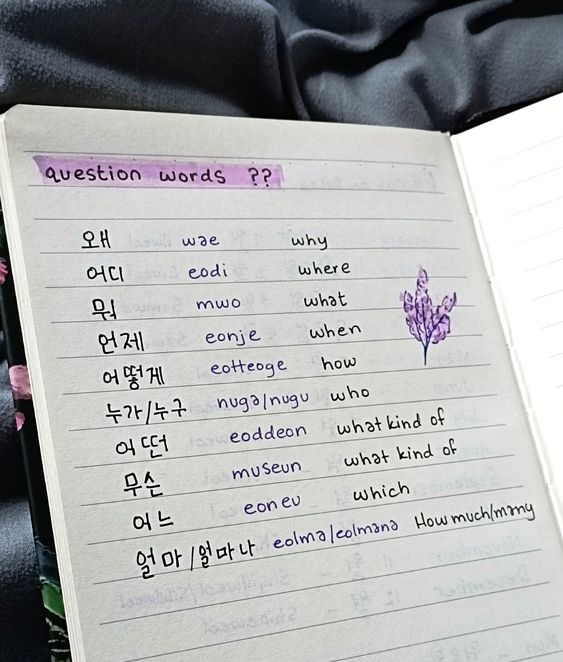 question words ??
왜 wae why
어디 eodi where
뭐 mwo what
언제 eonje when
어떻게 eotteoge how
누가/누구 nuga/nugu who
어떤 eoddeon what kind of
무슨 museun what kind of
어느 eoneu which
얼마/얼마나 eolma/eolmana How much/many